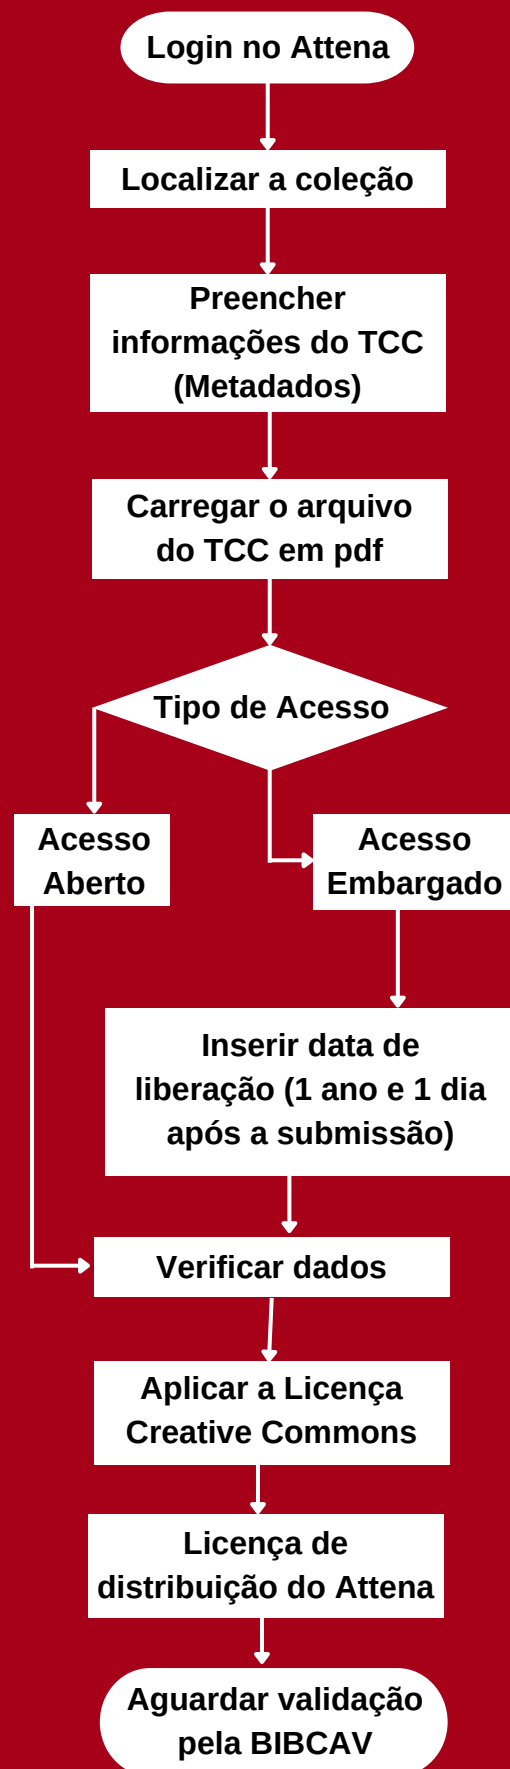 Login no Attena
Localizar a coleção
Preencher
informações do TCC
(Metadados)
Carregar o arquivo
do TCC em pdf
Tipo de Acesso
Acesso
Aberto
Acesso
Embargado
Inserir data de
liberação (1 ano e 1 dia
após a submissão)
Verificar dados
Aplicar a Licença
Creative Commons
Licença de
distribuição do Attena
Aguardar validação
pela BIBCAV